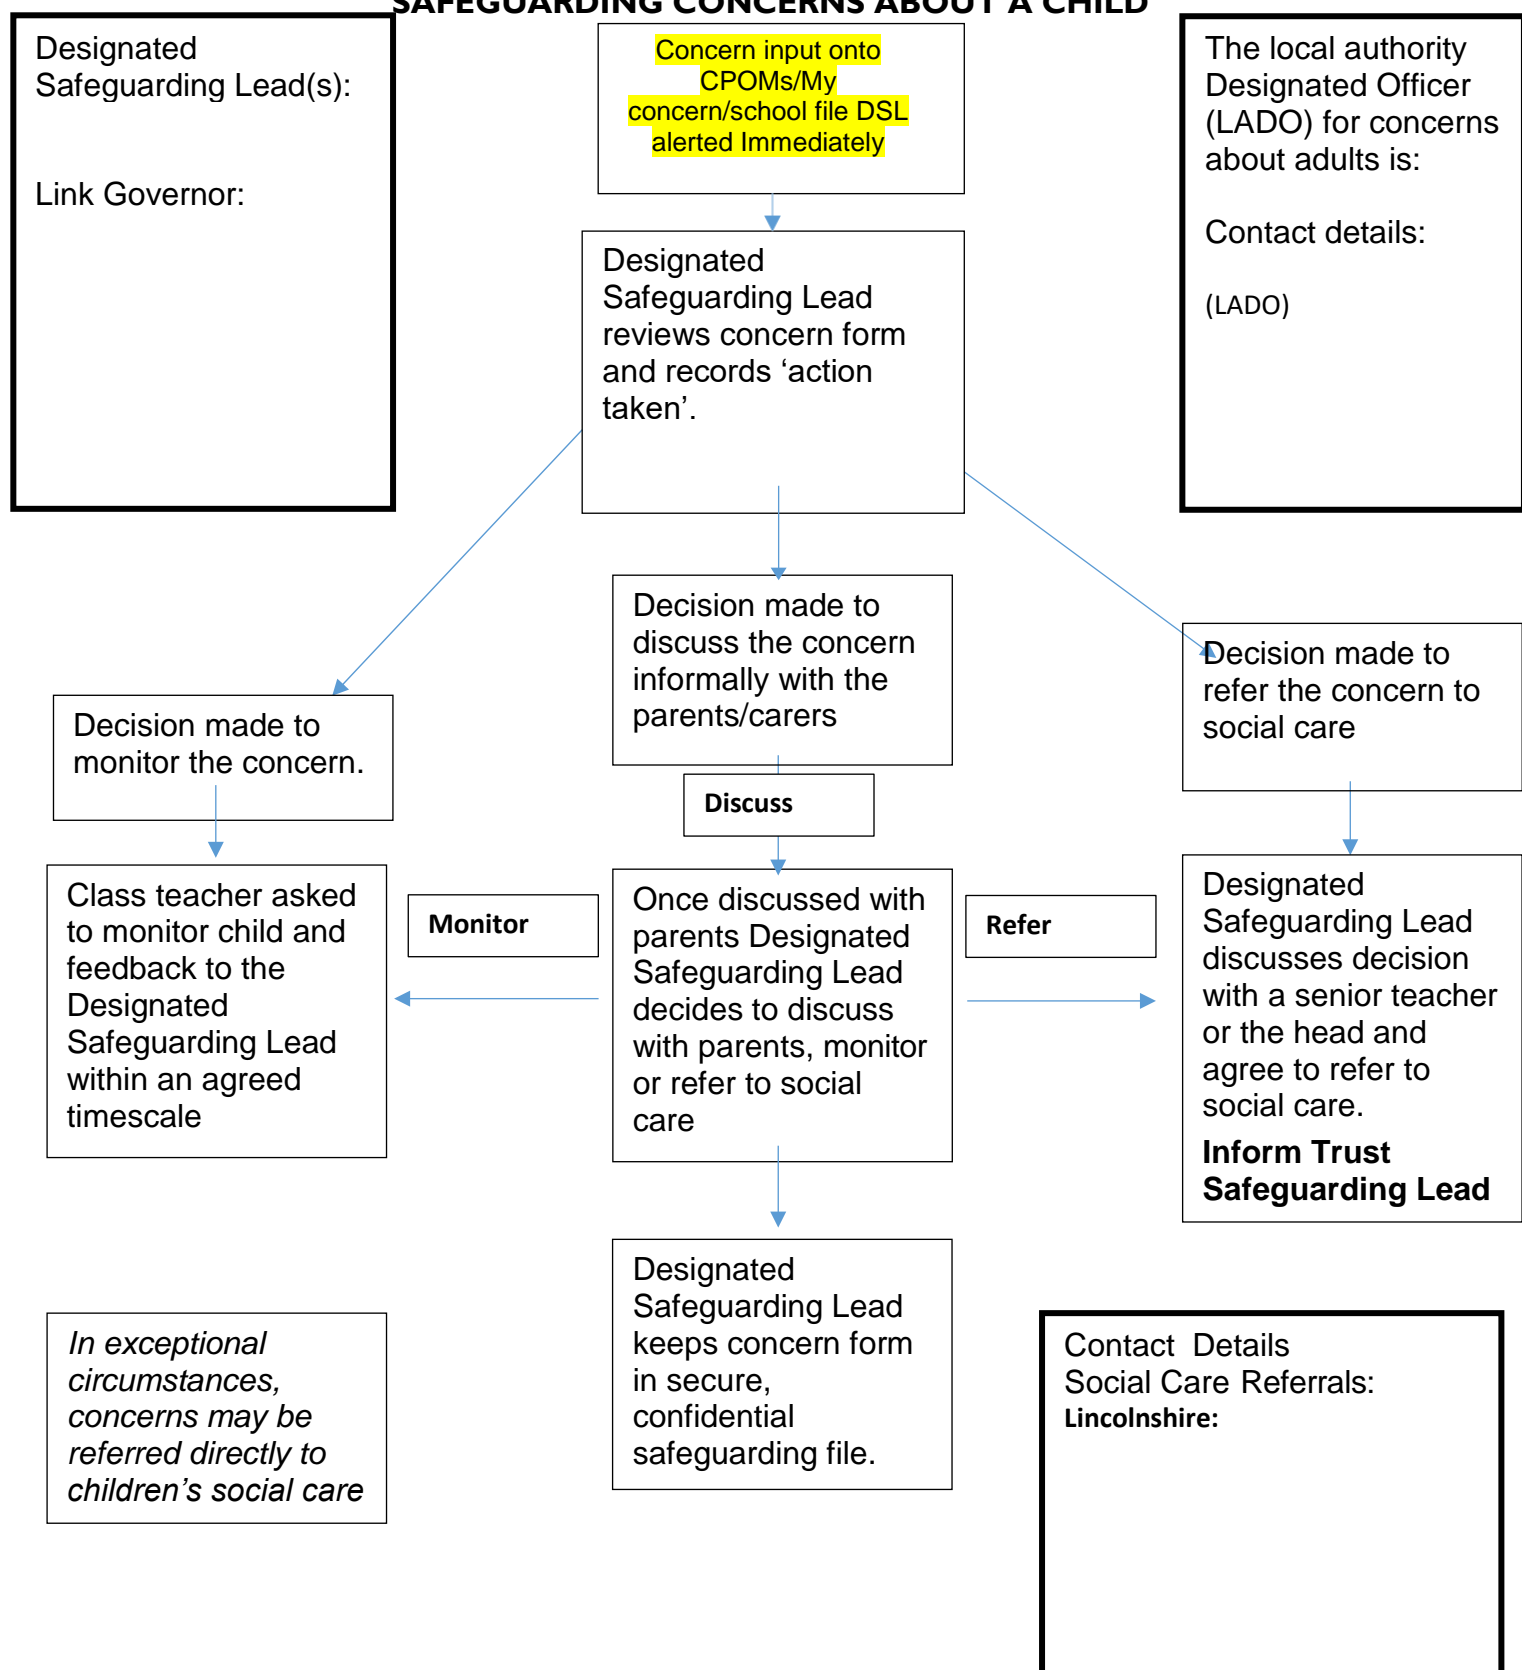 SAFEGUARDING CONCERNS ABOUT A CHILD
Designated
Safeguarding Lead(s):
Link Governor:
Concern input onto
CPOMs/My
concern/school file DSL
alerted Immediately
The local authority
Designated Officer
(LADO) for concerns
about adults is:
Contact details:
(LADO)
Designated
Safeguarding Lead
reviews concern form
and records ‘action
taken’.
Decision made to
monitor the concern.
Decision made to
discuss the concern
informally with the
parents/carers
Decision made to
refer the concern to
social care
Discuss
Class teacher asked
to monitor child and
feedback to the
Designated
Safeguarding Lead
within an agreed
timescale
Monitor
Once discussed with
parents Designated
Safeguarding Lead
decides to discuss
with parents, monitor
or refer to social
care
Refer
Designated
Safeguarding Lead
discusses decision
with a senior teacher
or the head and
agree to refer to
social care.
Inform Trust
Safeguarding Lead
Designated
Safeguarding Lead
keeps concern form
in secure,
confidential
safeguarding file.
In exceptional
circumstances,
concerns may be
referred directly to
children’s social care
Contact  Details
Social Care Referrals:
Lincolnshire: